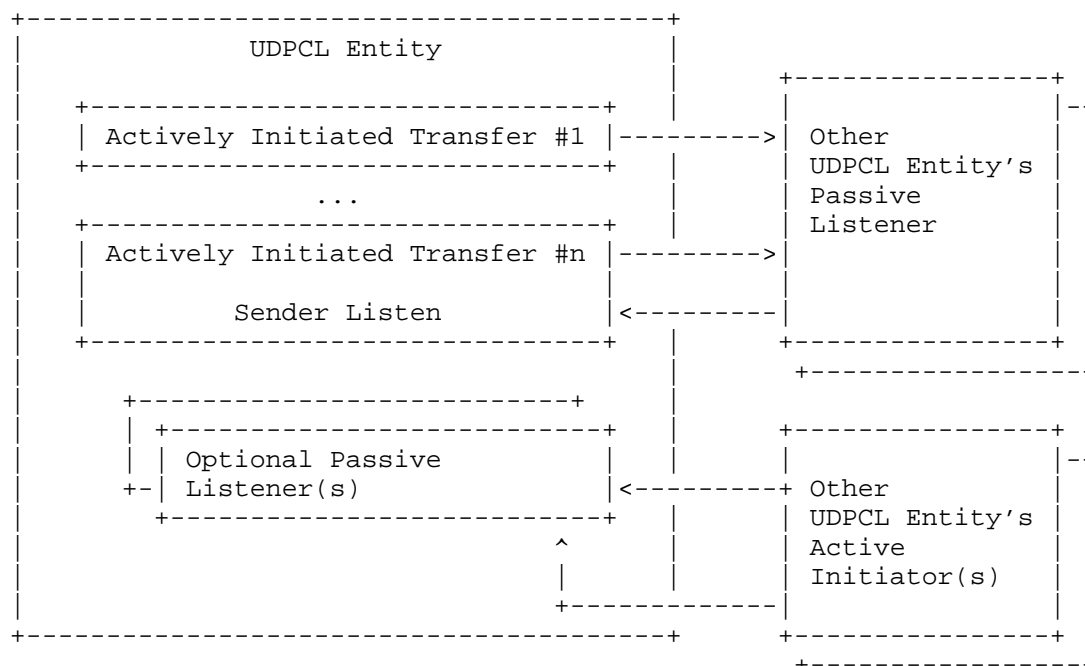 UDPCL Entity
Actively Initiated Transfer #1
Other
UDPCL Entity's
Passive
Listener
...
Actively Initiated Transfer #n
Sender Listen
Optional Passive
Listener(s)
Other
UDPCL Entity's
Active
Initiator(s)